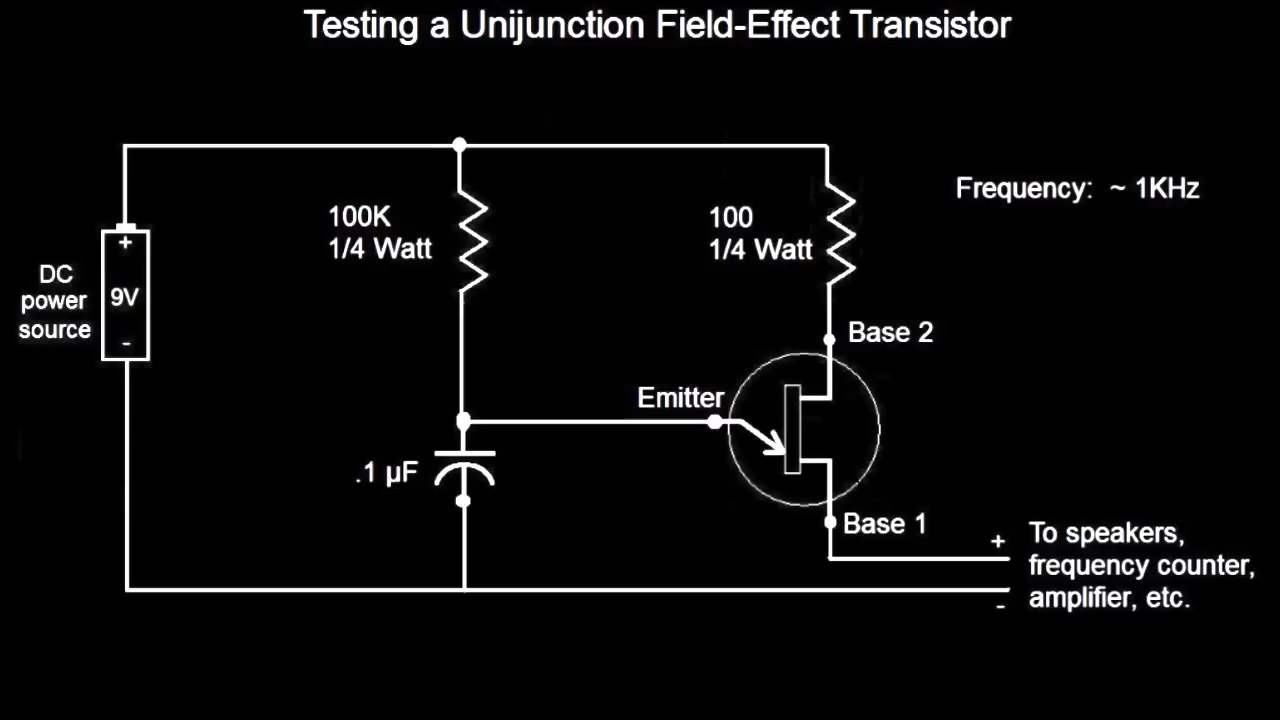 Testing a Unijunction Field-Effect Transistor
Frequency: ~ 1KHz
100K
1/4 Watt
100
1/4 Watt
DC
power
source
+
9V
-
Base 2
Emitter
.1 µF
Base 1
+
To speakers,
frequency counter,
amplifier, etc.
-